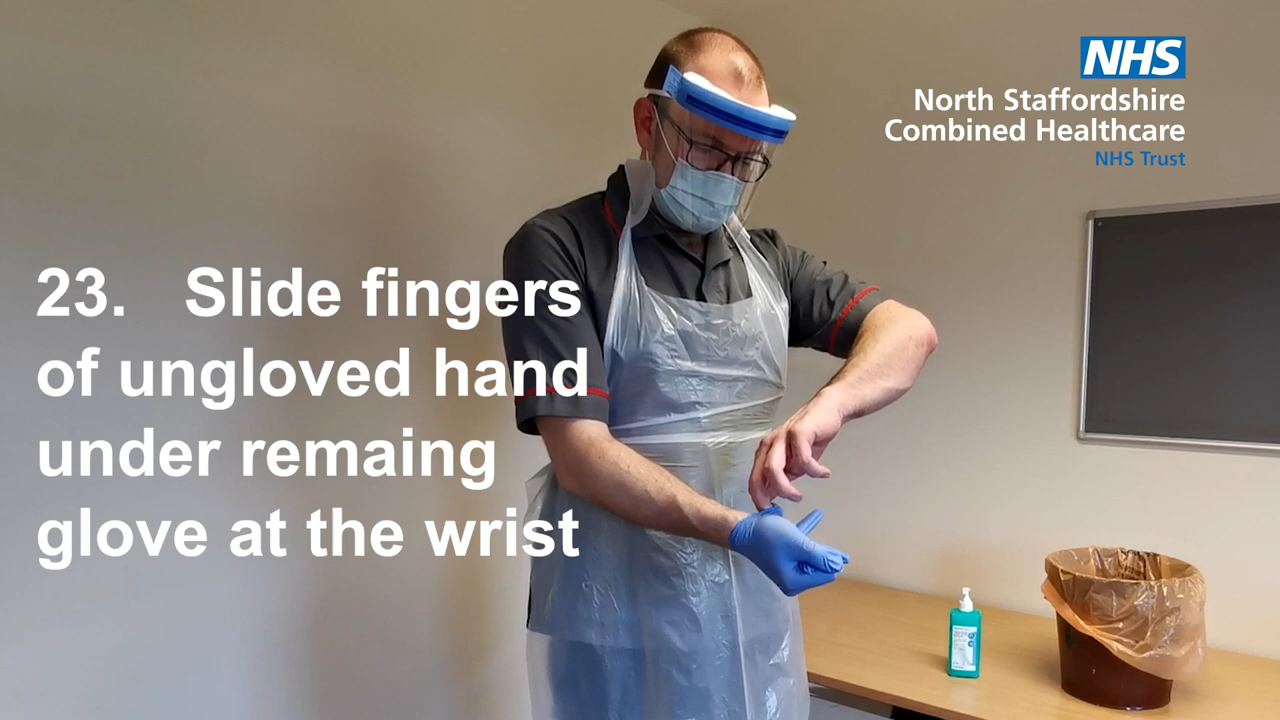 NHS
North Staffordshire
Combined Healthcare
NHS Trust
23. Slide fingers
of ungloved hand
under remaing
glove at the wrist